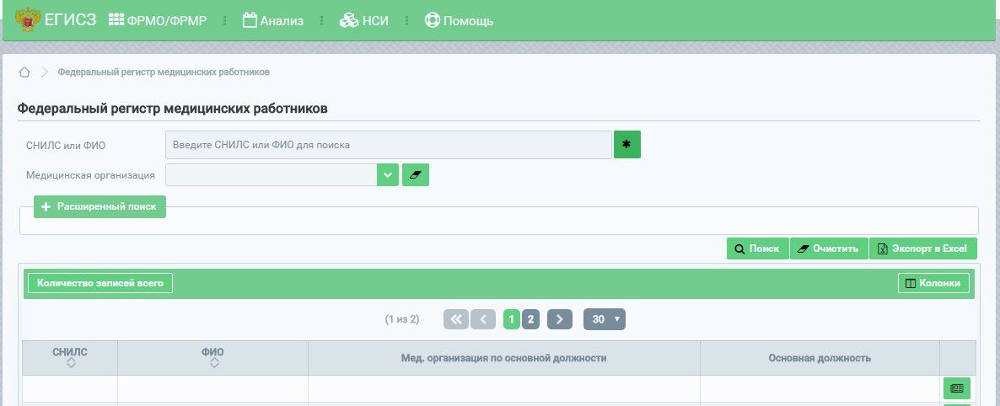 ЕГИСЗ ФРМО/ФРМР Анализ НСИ Помощь
Федеральный регистр медицинских работников
Федеральный регистр медицинских работников
СНИЛС или ФИО Введите СНИЛС или ФИО для поиска
Медицинская организация
Расширенный поиск
Поиск Очистить Экспорт в Excel
Количество записей всего Колонки
(1 из 2) 1 2 30
СНИЛС ФИО Мед. организация по основной должности Основная должность